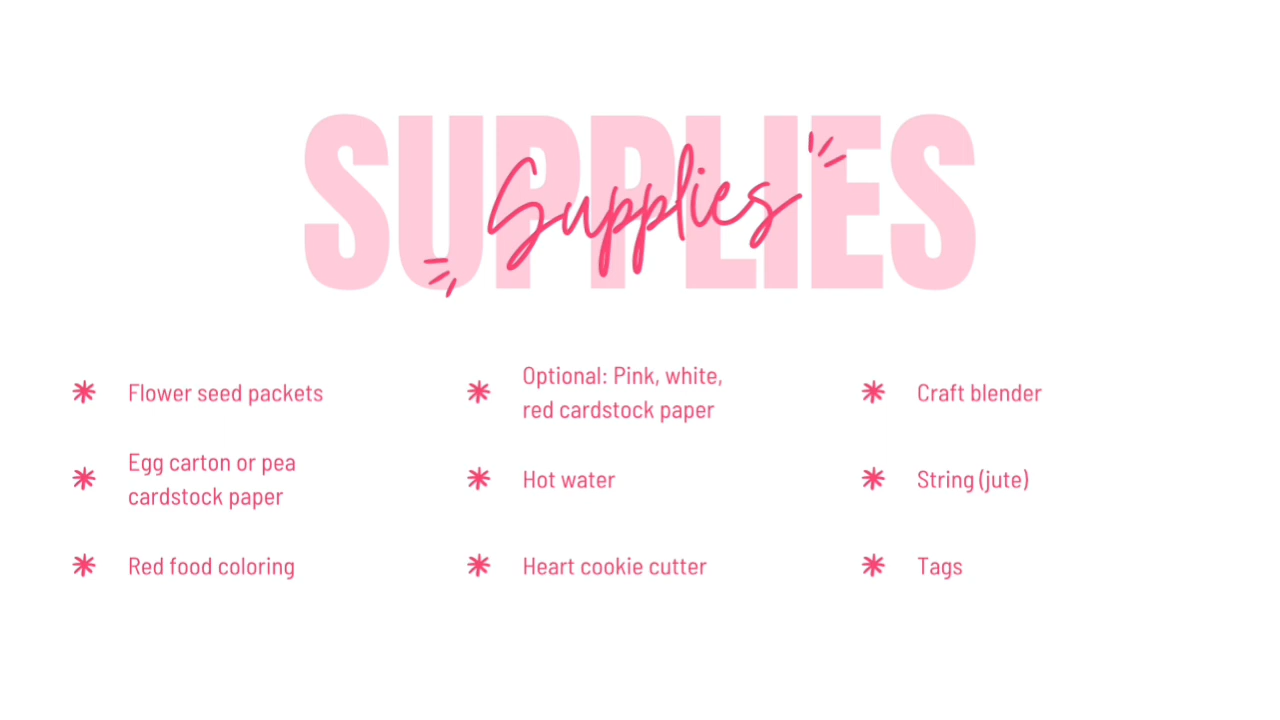 SUPPLIES
Supplies
Flower seed packets
Egg carton or pea
cardstock paper
Red food coloring
Optional: Pink, white,
red cardstock paper
Hot water
Heart cookie cutter
Craft blender
String (jute)
Tags